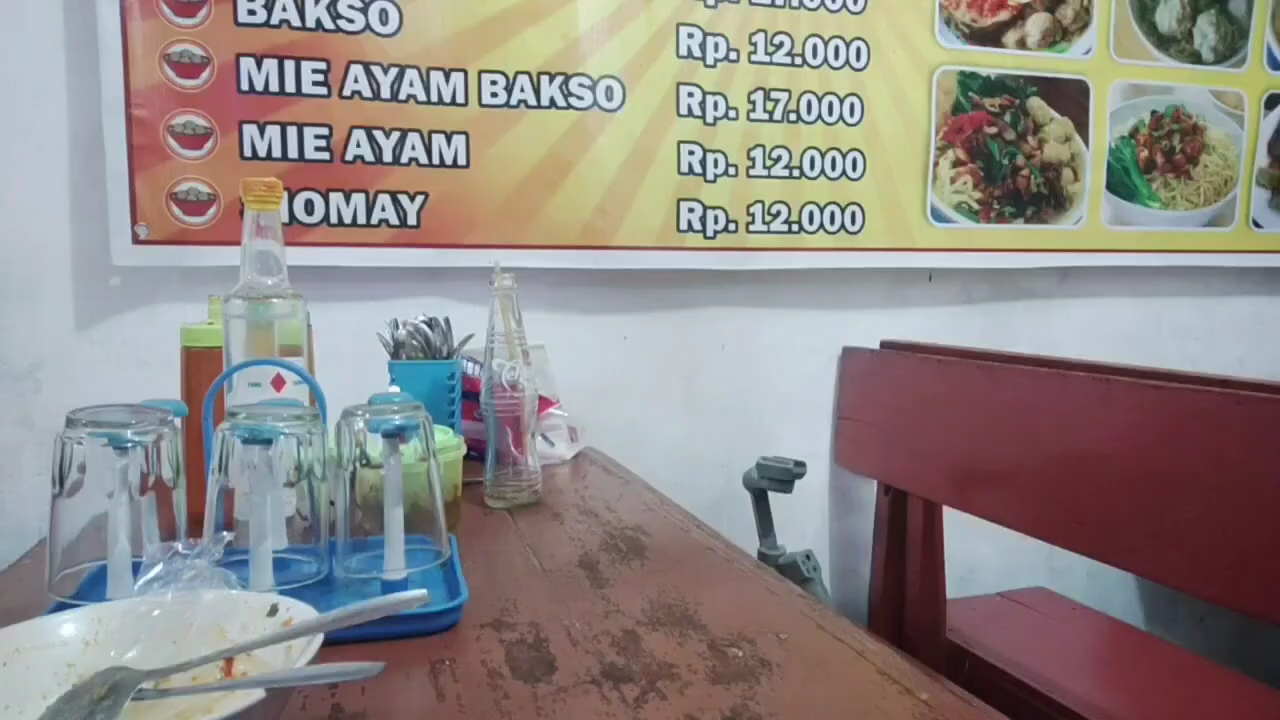 BAKSO
Rp. 12.000
MIE AYAM BAKSO Rp. 17.000
MIE AYAM Rp. 12.000
Rp. 12.000